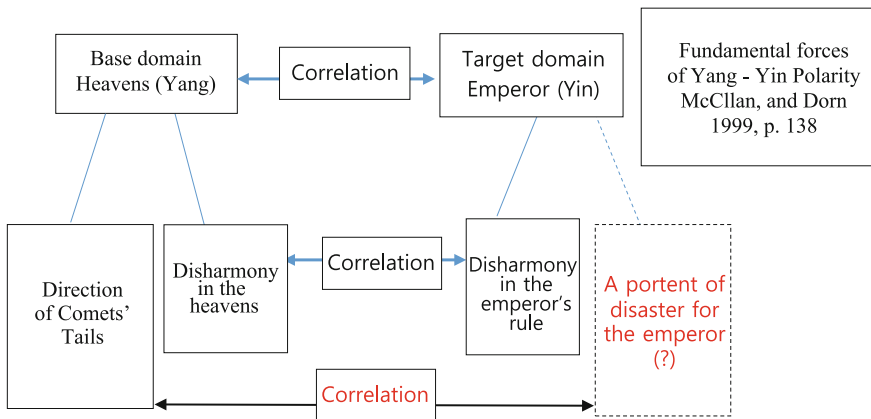 Base domain
Heavens (Yang)
Correlation
Target domain
Emperor (Yin)
Fundamental forces
of Yang - Yin Polarity
McCllan, and Dorn
1999, p. 138
Direction
of Comets’
Tails
Disharmony
in the
heavens
Correlation
Disharmony
in the
emperor’s
rule
A portent of
disaster for
the emperor
(?)
Correlation